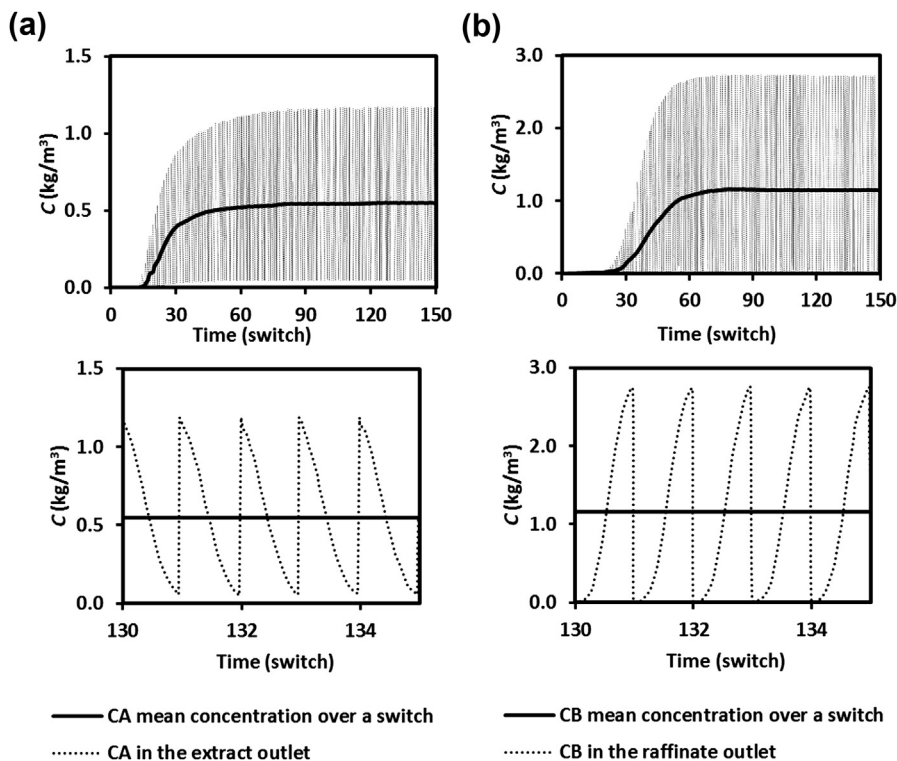 (a)
1.5
1.0
0.5
0.0
C (kg/m³)
0 30 60 90 120 150
Time (switch)
(b)
3.0
2.0
1.0
0.0
C (kg/m³)
0 30 60 90 120 150
Time (switch)
1.5
1.0
0.5
0.0
C (kg/m³)
130 132 134
Time (switch)
3.0
2.0
1.0
0.0
C (kg/m³)
130 132 134
Time (switch)
CA mean concentration over a switch
CA in the extract outlet
CB mean concentration over a switch
CB in the raffinate outlet